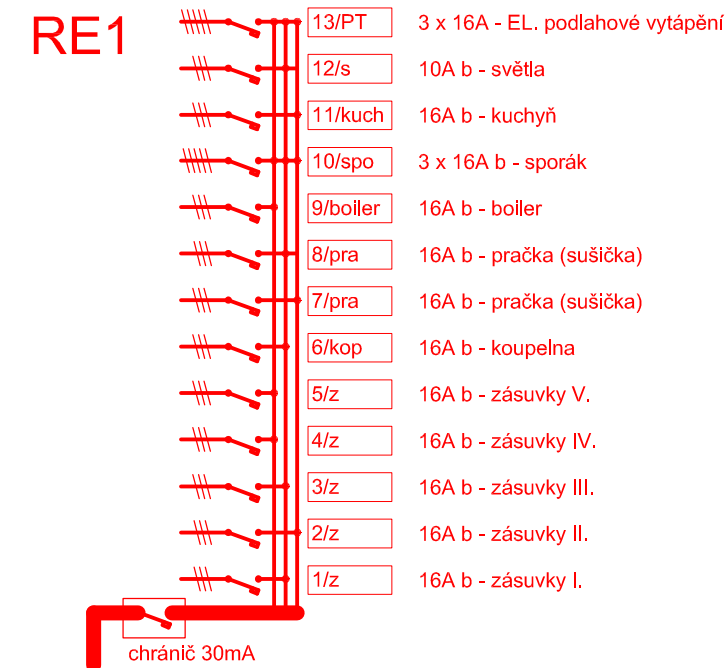 RE1
13/PT 3 x 16A - EL. podlahové vytápění
12/s 10A b - světla
11/kuch 16A b - kuchyň
10/spo 3 x 16A b - sporák
9/boiler 16A b - boiler
8/pra 16A b - pračka (sušička)
7/pra 16A b - pračka (sušička)
6/kop 16A b - koupelna
5/z 16A b - zásuvky V.
4/z 16A b - zásuvky IV.
3/z 16A b - zásuvky III.
2/z 16A b - zásuvky II.
1/z 16A b - zásuvky I.
chránič 30mA